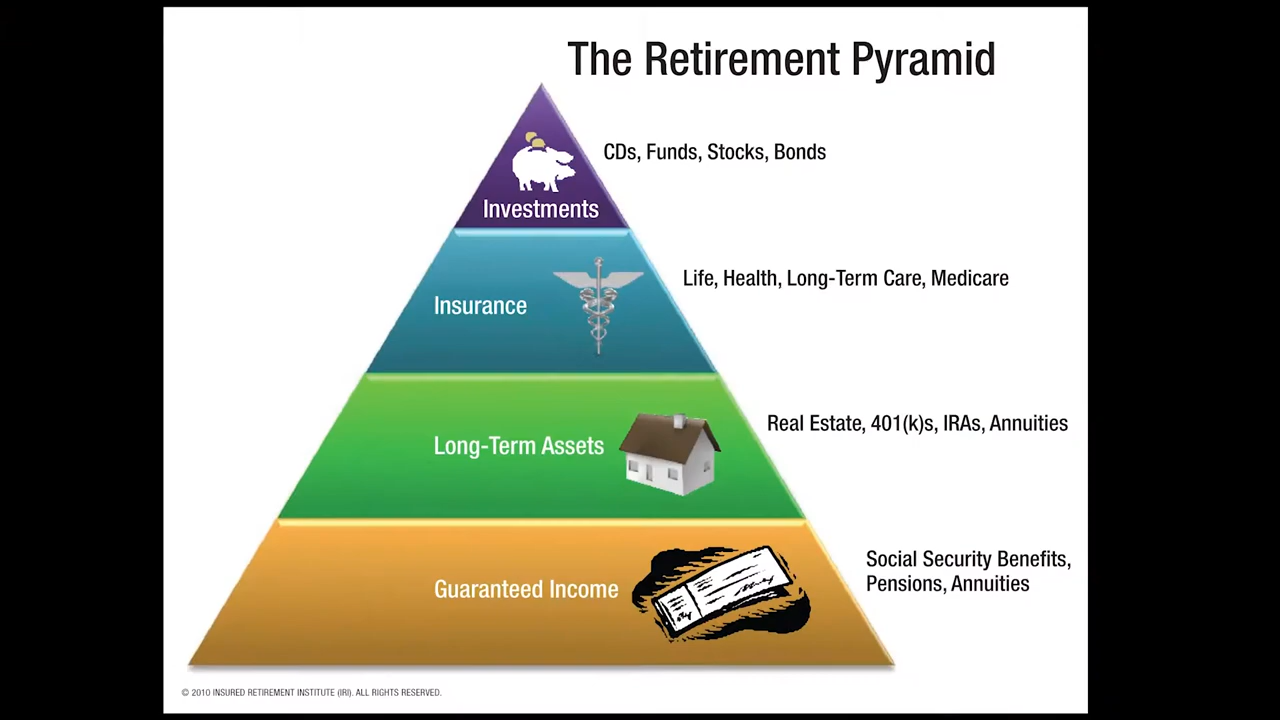 The Retirement Pyramid
CDs, Funds, Stocks, Bonds
Investments
Life, Health, Long-Term Care, Medicare
Insurance
Real Estate, 401(k)s, IRAs, Annuities
Long-Term Assets
Social Security Benefits,
Pensions, Annuities
Guaranteed Income
© 2010 INSURED RETIREMENT INSTITUTE (IRI). ALL RIGHTS RESERVED.